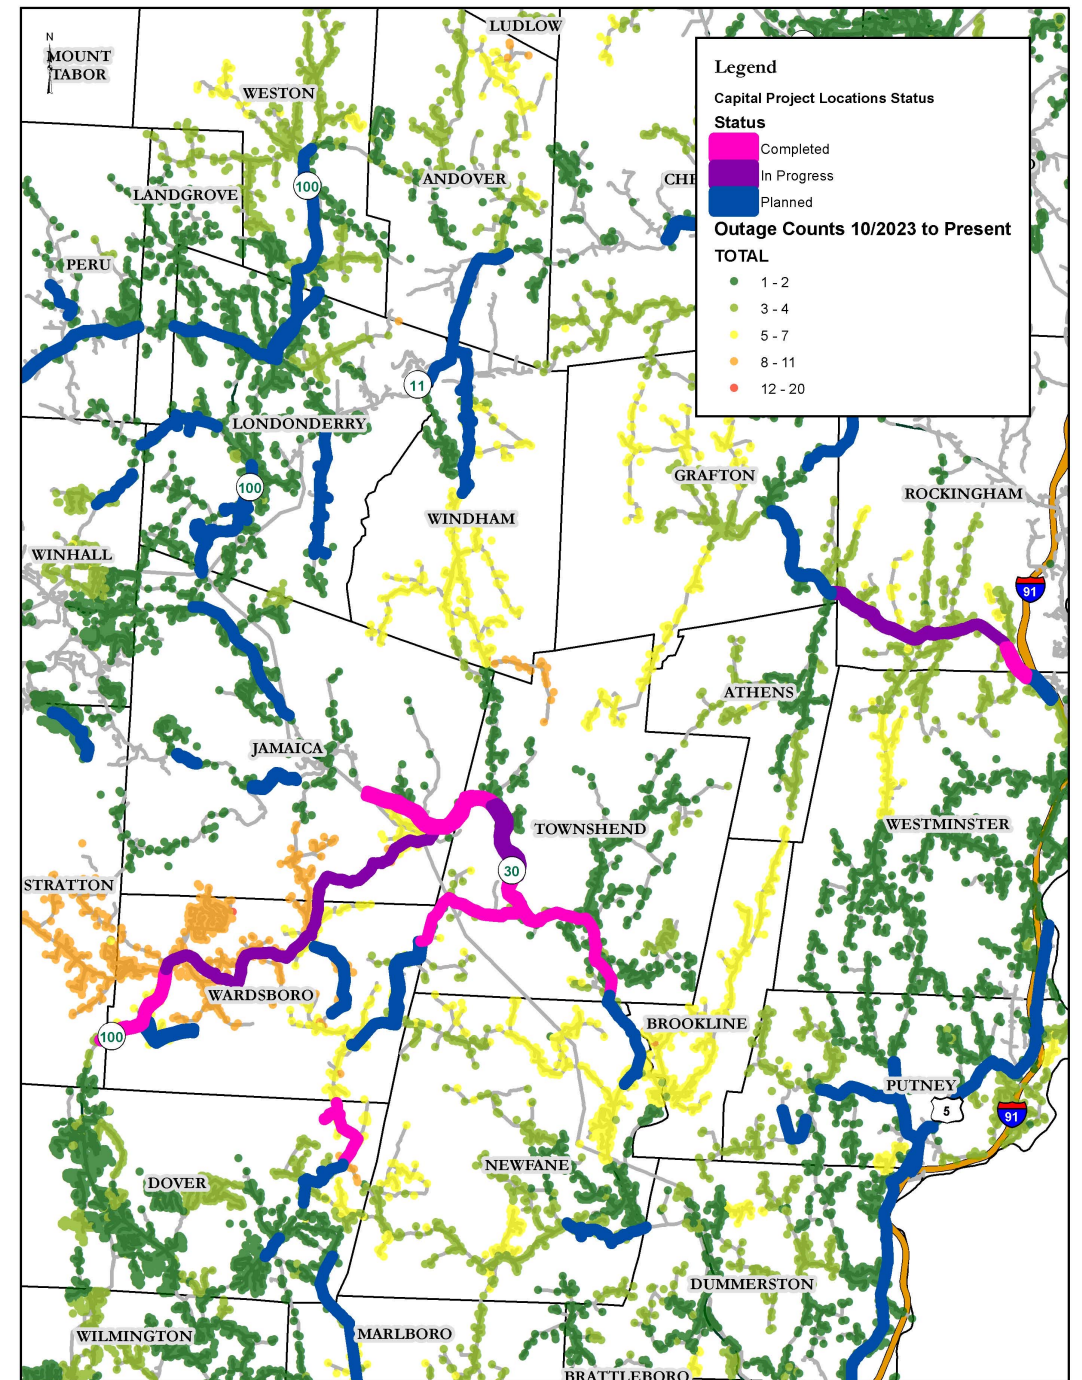 LUDLOW
N
MOUNT
TABOR
WESTON
Legend
Capital Project Locations Status
Status
Completed
In Progress
Planned
Outage Counts 10/2023 to Present
TOTAL
1 - 2
3 - 4
5 - 7
8 - 11
12 - 20
ANDOVER
CHE
LANDGROVE
100
PERU
11
LONDONDERRY
GRAFTON
100
ROCKINGHAM
WINDHAM
WINHALL
91
ATHENS
JAMAICA
TOWNSHEND
WESTMINSTER
30
STRATTON
WARDSBORO
BROOKLINE
100
PUTNEY
5
91
NEWFANE
DOVER
DUMMERSTON
WILMINGTON
MARLBORO
BRATTLEBORO